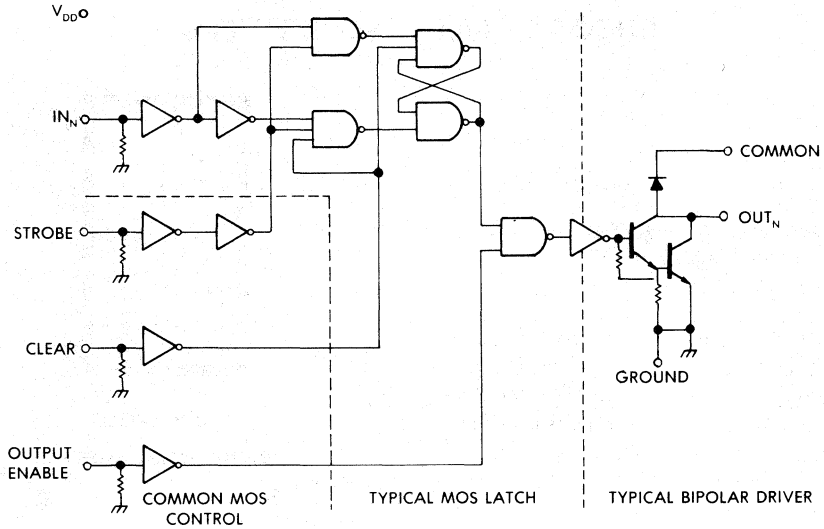 VDD
INN
STROBE
CLEAR
OUTPUT
ENABLE
COMMON MOS
CONTROL
TYPICAL MOS LATCH
COMMON
OUTN
GROUND
TYPICAL BIPOLAR DRIVER